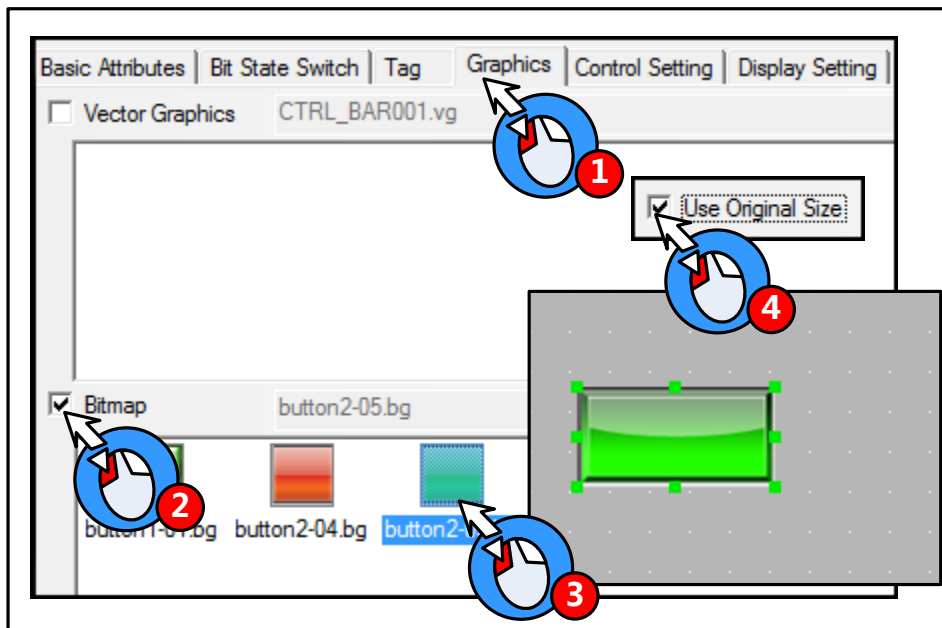 Basic Attributes Bit State Switch Tag Graphics Control Setting Display Setting
Vector Graphics CTRL_BAR001.vg
1
Use Original Size
4
Bitmap button2-05.bg
2
button2-04.bg
3